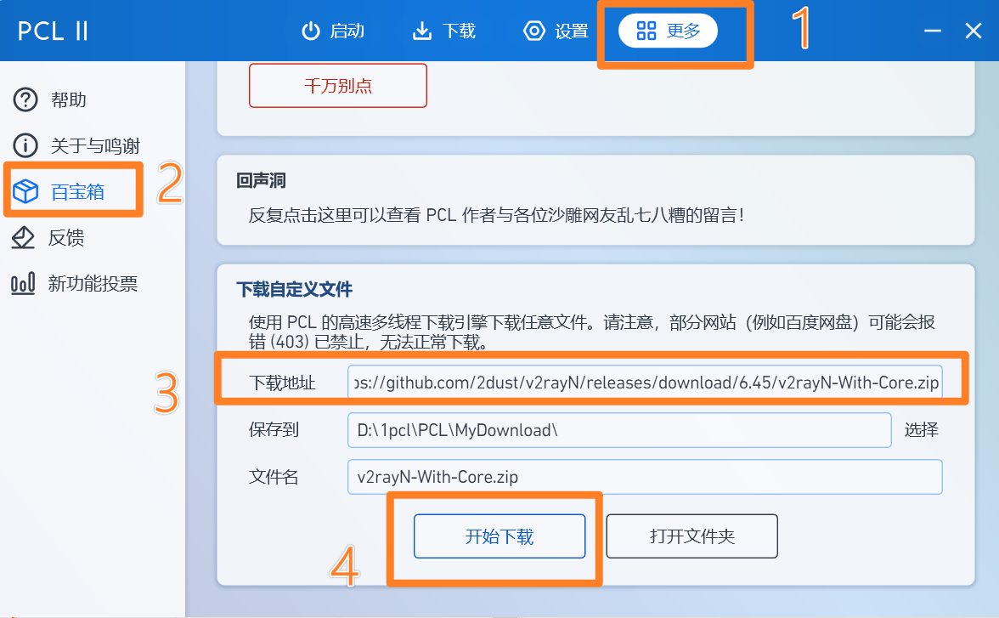 PCL II
启动
下载
设置
更多
1
帮助
关于与鸣谢
百宝箱
2
反馈
新功能投票
千万别点
回声洞
反复点击这里可以查看 PCL 作者与各位沙雕网友乱七八糟的留言!
下载自定义文件
使用 PCL 的高速多线程下载引擎下载任意文件。请注意，部分网站（例如百度网盘）可能会报
错 (403) 已禁止，无法正常下载。
3
下载地址
ps://github.com/2dust/v2rayN/releases/download/6.45/v2rayN-With-Core.zip
保存到
D:\1pcl\PCL\MyDownload\
选择
文件名
v2rayN-With-Core.zip
4
开始下载
打开文件夹